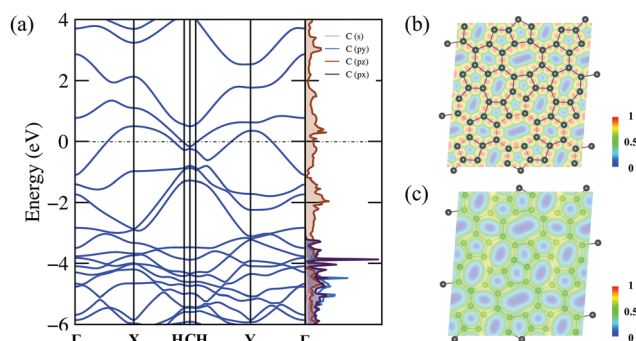 (a)
Energy (eV)
4
2
0
−2
−4
−6
Γ X H C H Y Γ
C (s)
C (py)
C (pz)
C (px)
(b)
1
0.5
0
(c)
1
0.5
0